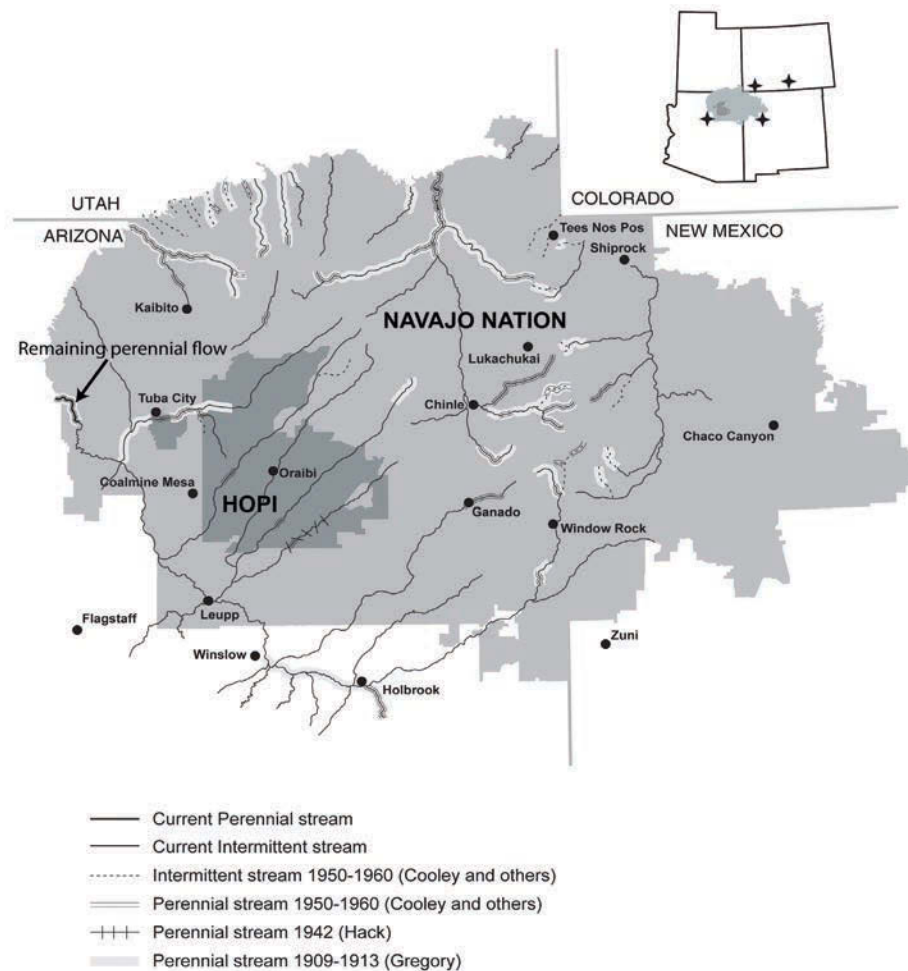 COLORADO
UTAH
ARIZONA
NEW MEXICO
Tees Nos Pos
Shiprock
Kaibito
NAVAJO NATION
Remaining perennial flow
Lukachukai
Tuba City
Chinle
Chaco Canyon
Coalmine Mesa
Oraibi
HOPI
Ganado
Window Rock
Leupp
Flagstaff
Zuni
Winslow
Holbrook
Current Perennial stream
Current Intermittent stream
Intermittent stream 1950-1960 (Cooley and others)
Perennial stream 1950-1960 (Cooley and others)
Perennial stream 1942 (Hack)
Perennial stream 1909-1913 (Gregory)